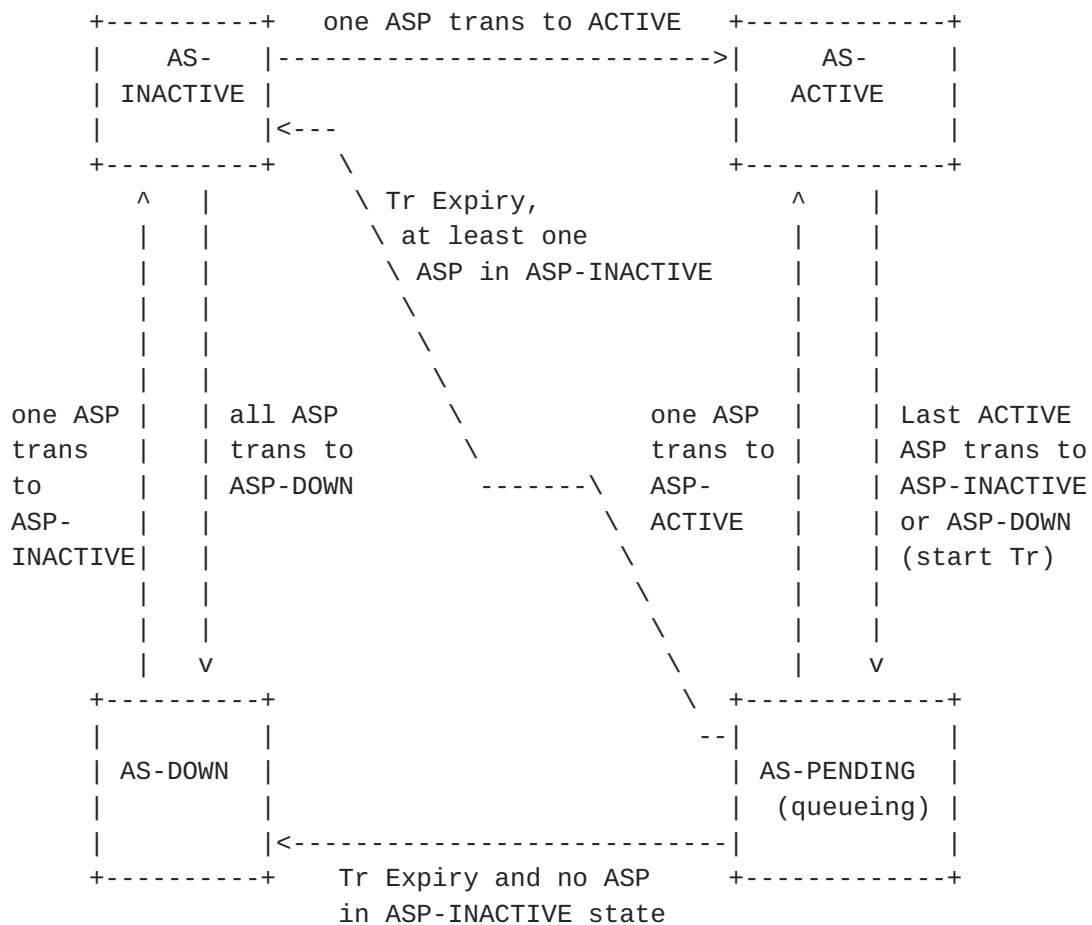 +----------+   one ASP trans to ACTIVE   +-------------+
     |    AS-   |---------------------------->|     AS-     |
     | INACTIVE |                             |   ACTIVE    |
     |          |<---                         |             |
     +----------+    \                        +-------------+
        ^   |         \ Tr Expiry,                ^    |
        |   |          \ at least one             |    |
        |   |           \ ASP in ASP-INACTIVE     |    |
        |   |            \                        |    |
        |   |             \                       |    |
        |   |              \                      |    |
one ASP |   | all ASP       \            one ASP  |    | Last ACTIVE
trans   |   | trans to       \           trans to |    | ASP trans to
to      |   | ASP-DOWN        -------\   ASP-     |    | ASP-INACTIVE
ASP-    |   |                         \  ACTIVE   |    | or ASP-DOWN
INACTIVE|   |                          \          |    | (start Tr)
        |   |                           \         |    |
        |   |                            \        |    |
        |   v                             \       |    v
     +----------+                          \  +-------------+
     |          |                           --|             |
     | AS-DOWN  |                             | AS-PENDING  |
     |          |                             |  (queueing) |
     |          |<----------------------------|             |
     +----------+    Tr Expiry and no ASP     +-------------+
                     in ASP-INACTIVE state